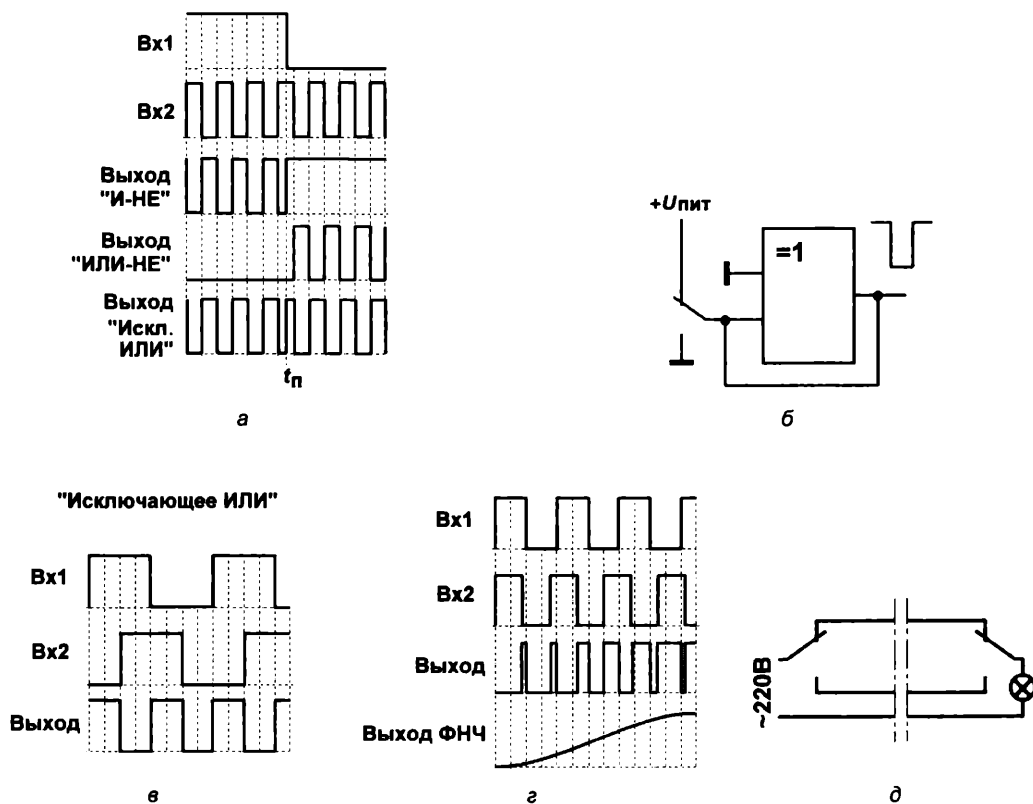 Вх1
Вх2
Выход
"И-НЕ"
Выход
"ИЛИ-НЕ"
Выход
"Искл.
ИЛИ"
tп
а
+Uпит
=1
б
"Исключающее ИЛИ"
Вх1
Вх2
Выход
в
Вх1
Вх2
Выход
Выход ФНЧ
г
~220В
д